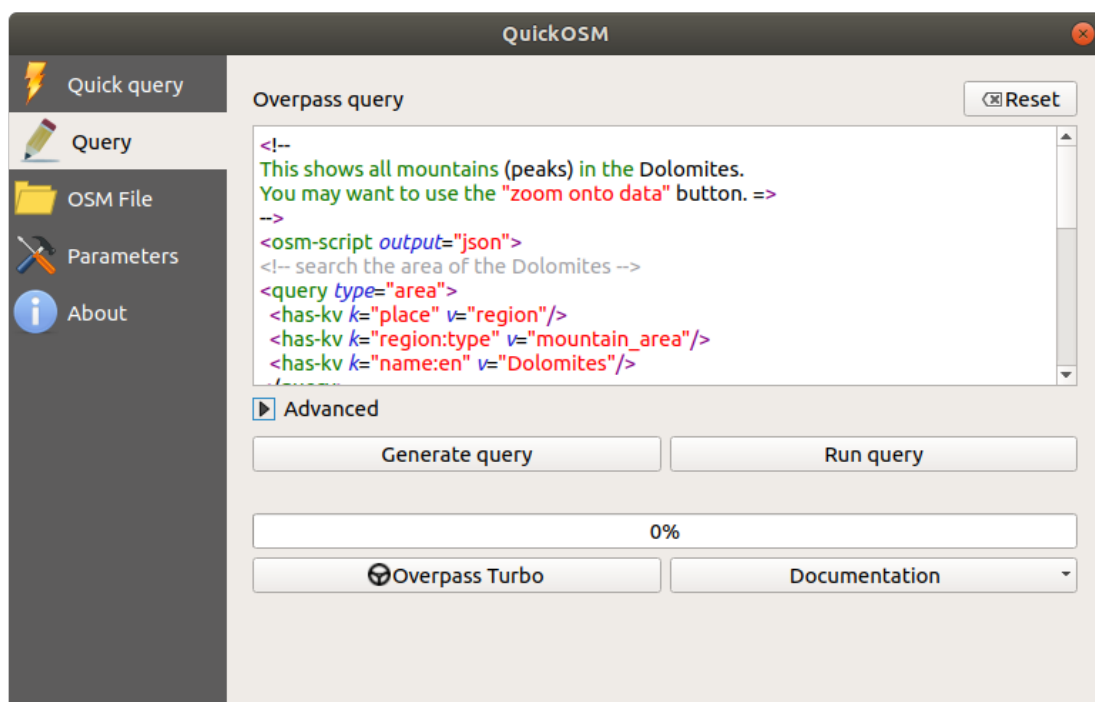 QuickOSM
Quick query
Query
OSM File
Parameters
About
Overpass query
Reset
<!--
This shows all mountains (peaks) in the Dolomites.
You may want to use the "zoom onto data" button. =>
-->
<osm-script output="json">
<!-- search the area of the Dolomites -->
<query type="area">
<has-kv k="place" v="region"/>
<has-kv k="region:type" v="mountain_area"/>
<has-kv k="name:en" v="Dolomites"/>
Advanced
Generate query
Run query
0%
Overpass Turbo
Documentation